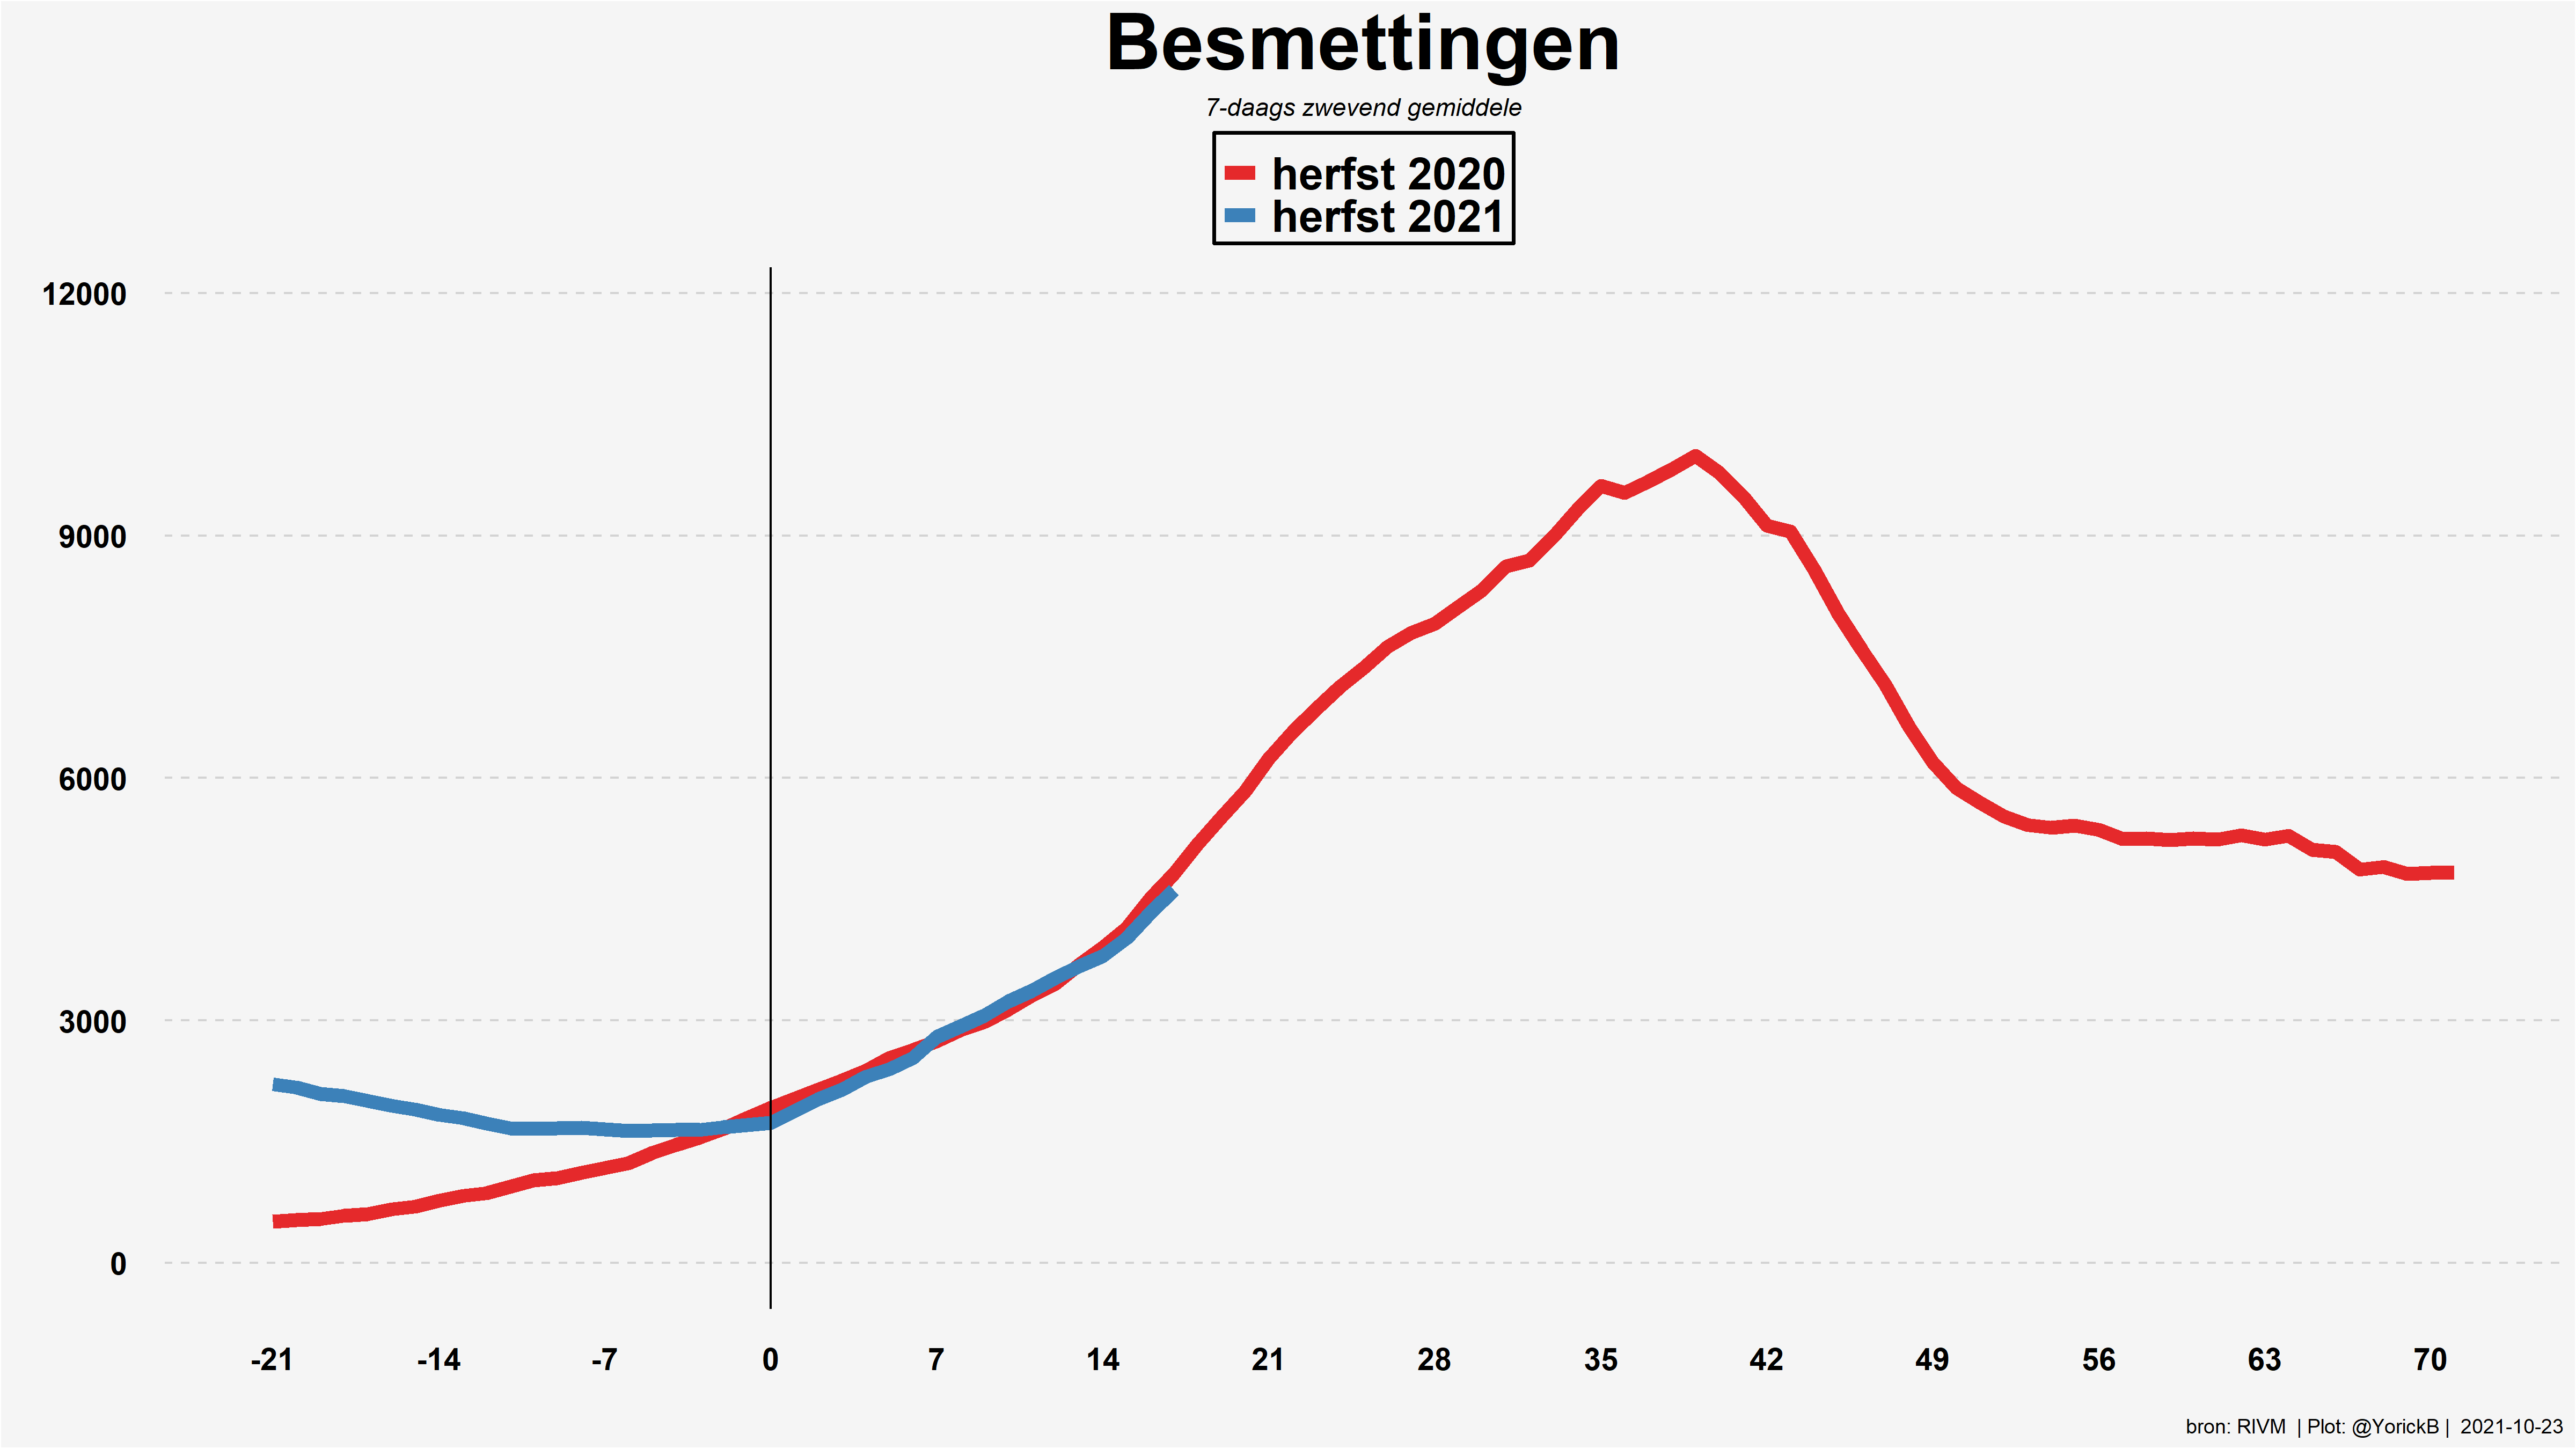 Besmettingen
7-daags zwevend gemiddele
herfst 2020
herfst 2021
12000
9000
6000
3000
0
-21 -14 -7 0 7 14 21 28 35 42 49 56 63 70
bron: RIVM | Plot: @YorickB | 2021-10-23